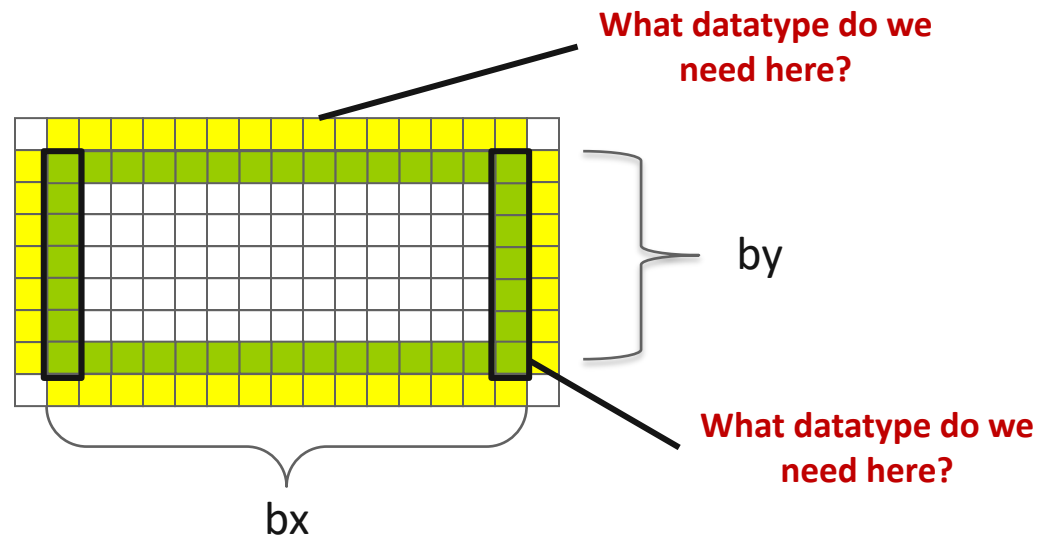 What datatype do we
need here?
by
What datatype do we
need here?
bx